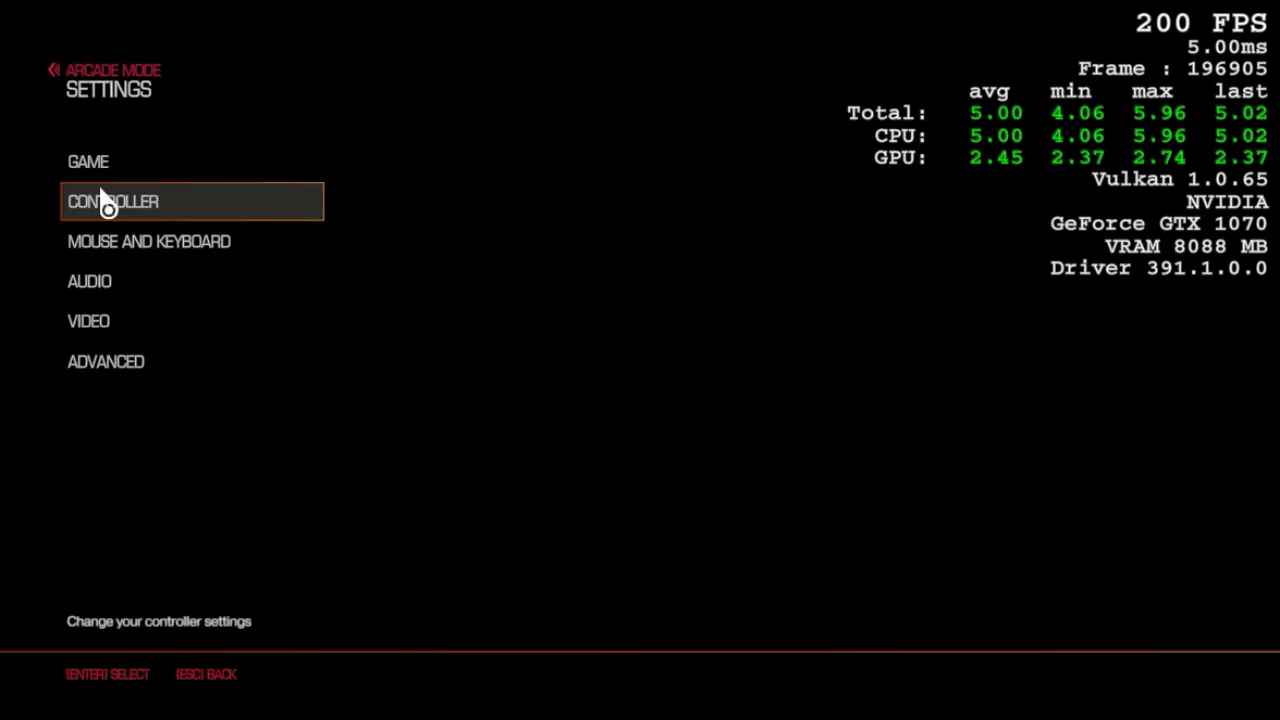 ARCADE MODE
SETTINGS
GAME
CONTROLLER
MOUSE AND KEYBOARD
AUDIO
VIDEO
ADVANCED
Change your controller settings
[ENTER] SELECT [ESC] BACK
200 FPS
5.00ms
Frame : 196905
avg min max last
Total: 5.00 4.06 5.96 5.02
CPU: 5.00 4.06 5.96 5.02
GPU: 2.45 2.37 2.74 2.37
Vulkan 1.0.65
NVIDIA
GeForce GTX 1070
VRAM 8088 MB
Driver 391.1.0.0